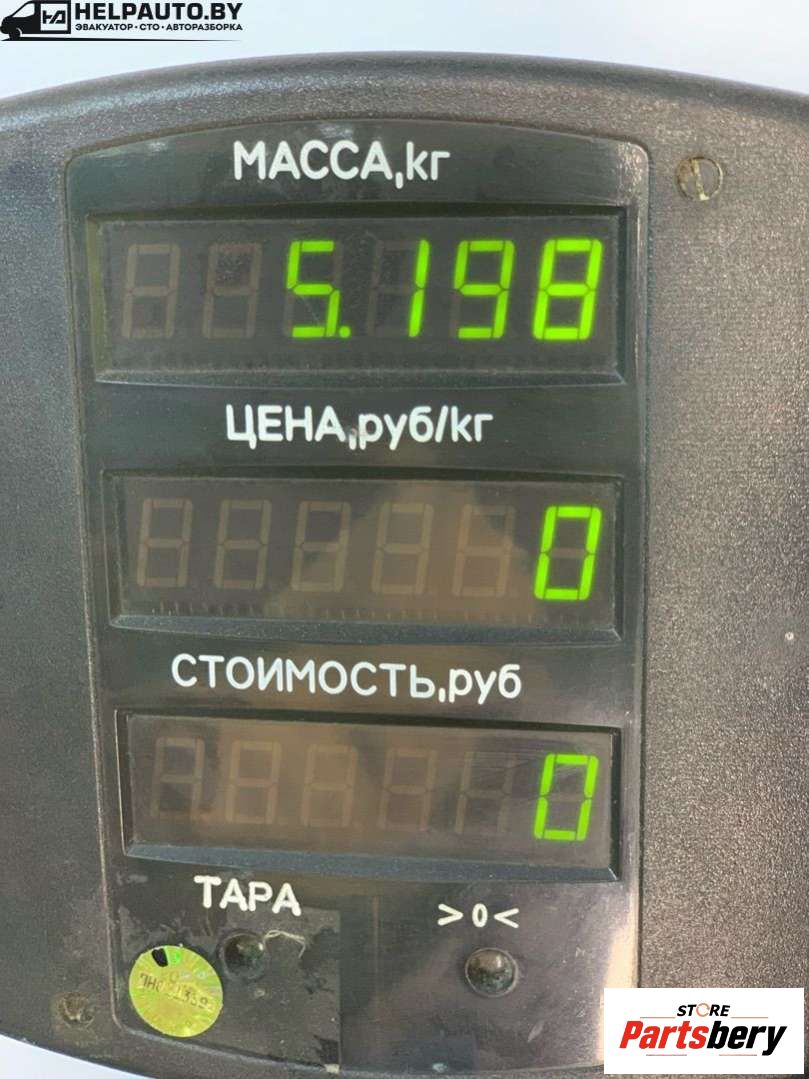 HELPAUTO.BY
ЭВАКУАТОР • СТО • АВТОРАЗБОРКА
МАССА,кг
5.198
ЦЕНА,руб/кг
0
СТОИМОСТЬ,руб
0
ТАРА
>0<
STORE
Partsbery